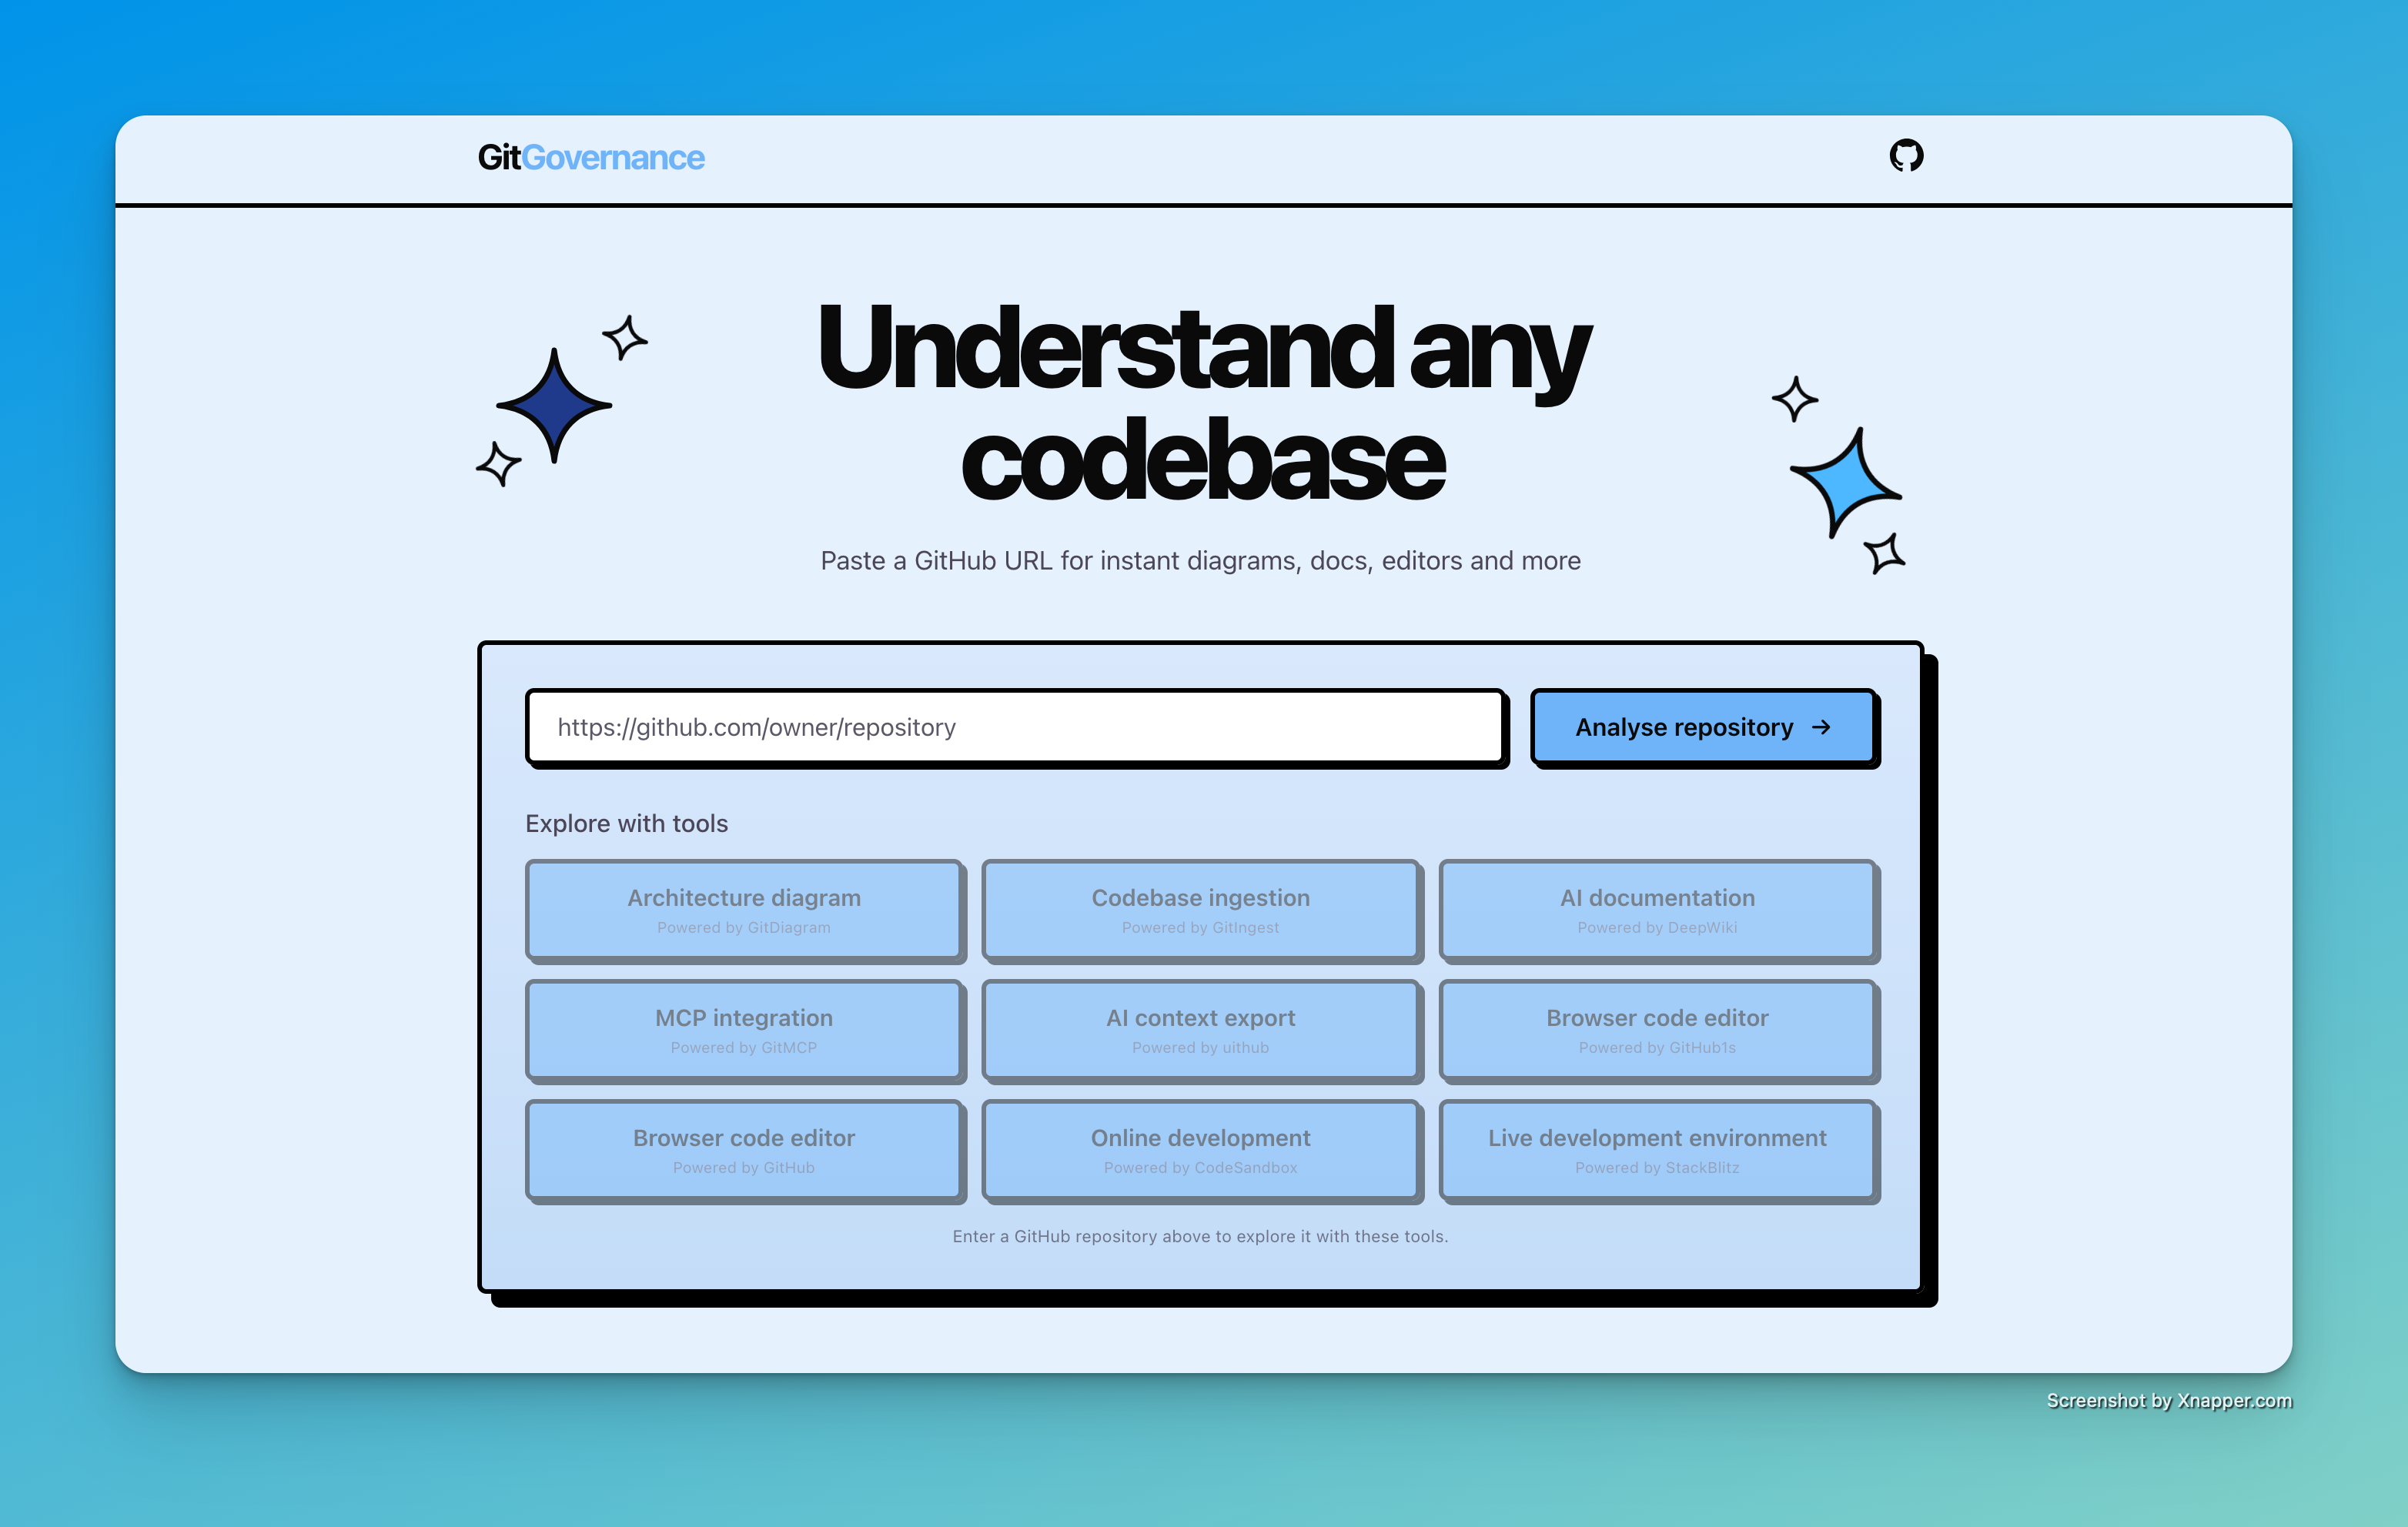 GitGovernance
Understand any
codebase
Paste a GitHub URL for instant diagrams, docs, editors and more
https://github.com/owner/repository
Analyse repository →
Explore with tools
Architecture diagram
Powered by GitDiagram
Codebase ingestion
Powered by GitIngest
AI documentation
Powered by DeepWiki
MCP integration
Powered by GitMCP
AI context export
Powered by uithub
Browser code editor
Powered by GitHub1s
Browser code editor
Powered by GitHub
Online development
Powered by CodeSandbox
Live development environment
Powered by StackBlitz
Enter a GitHub repository above to explore it with these tools.
Screenshot by Xnapper.com